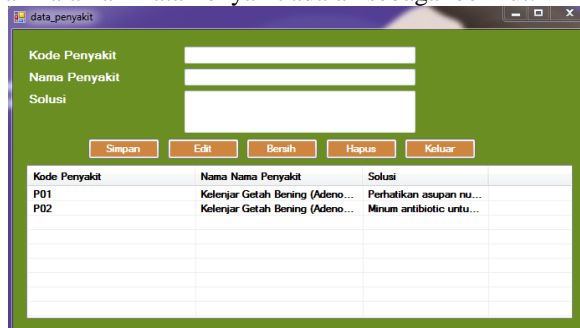 data_penyakit
Kode Penyakit
Nama Penyakit
Solusi
Simpan Edit Bersih Hapus Keluar
Kode Penyakit Nama Nama Penyakit Solusi
P01 Kelenjar Getah Bening (Adeno... Perhatikan asupan nu...
P02 Kelenjar Getah Bening (Adeno... Minum antibiotic untu...